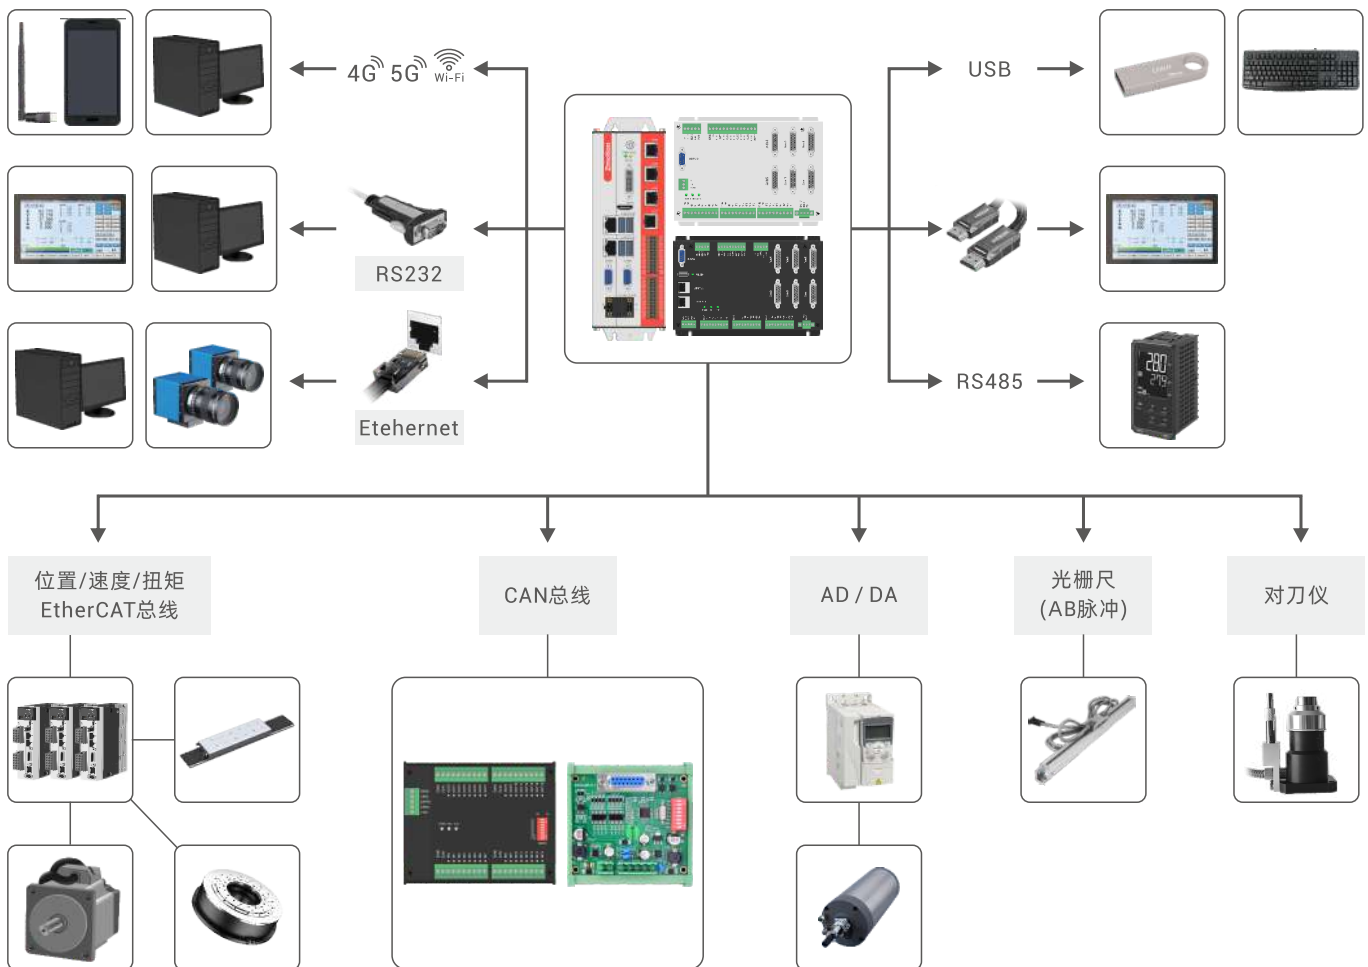 4G 5G Wi-Fi
USB
RS232
Etehernet
RS485
280
位置/速度/扭矩
EtherCAT总线
CAN总线
AD / DA
光栅尺
(AB脉冲)
对刀仪